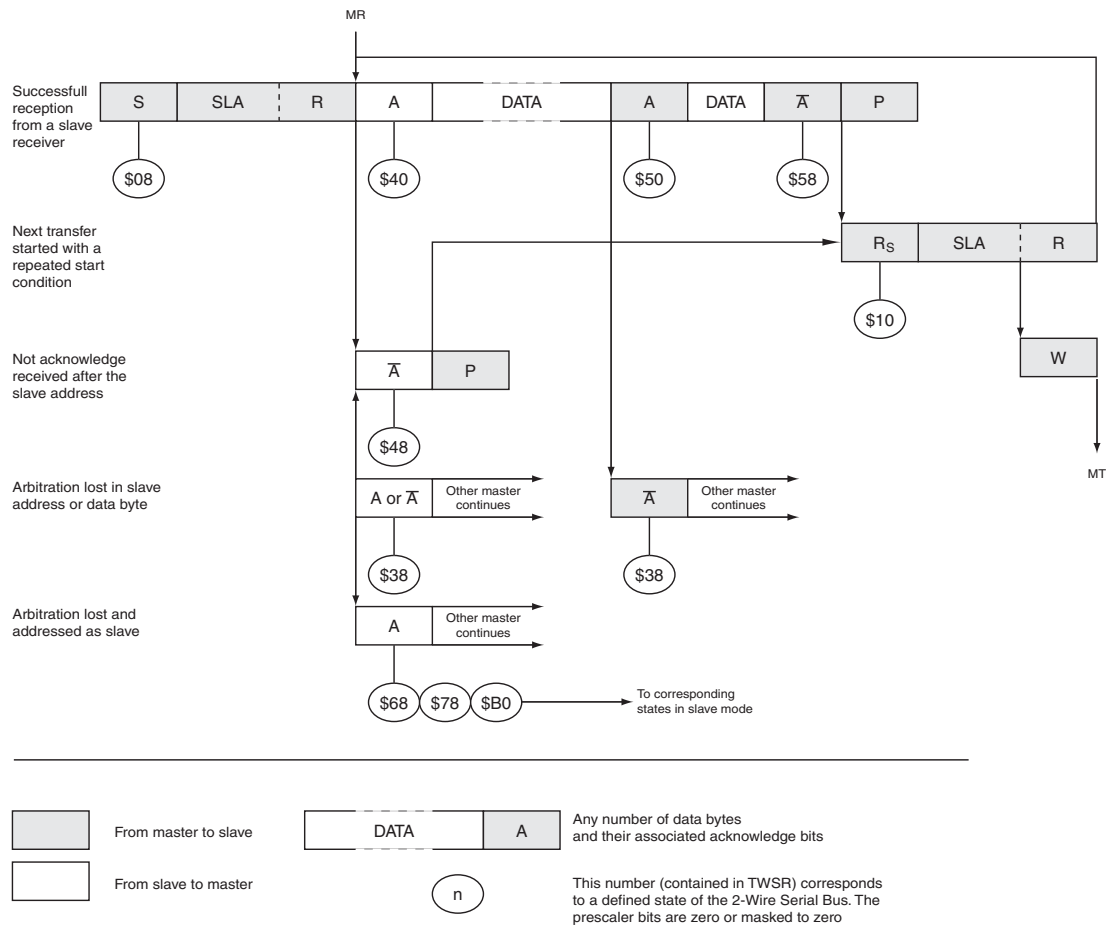 MR
Successfull
reception
from a slave
receiver
S SLA R A DATA A DATA A̅ P
$08 $40 $50 $58
Next transfer
started with a
repeated start
condition
RS SLA R
$10
Not acknowledge
received after the
slave address
A̅ P
W
$48
MT
Arbitration lost in slave
address or data byte
A or A̅ Other master
continues
A̅ Other master
continues
$38 $38
Arbitration lost and
addressed as slave
A Other master
continues
$68 $78 $B0
To corresponding
states in slave mode
From master to slave
DATA A
Any number of data bytes
and their associated acknowledge bits
From slave to master
n
This number (contained in TWSR) corresponds
to a defined state of the 2-Wire Serial Bus. The
prescaler bits are zero or masked to zero